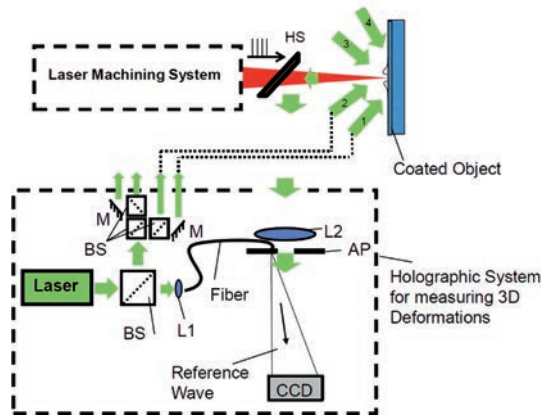 HS
4
3
Laser Machining System
2
1
Coated Object
M
M
BS
L2
AP
Laser
Fiber
BS
L1
Holographic System
for measuring 3D
Deformations
Reference
Wave
CCD